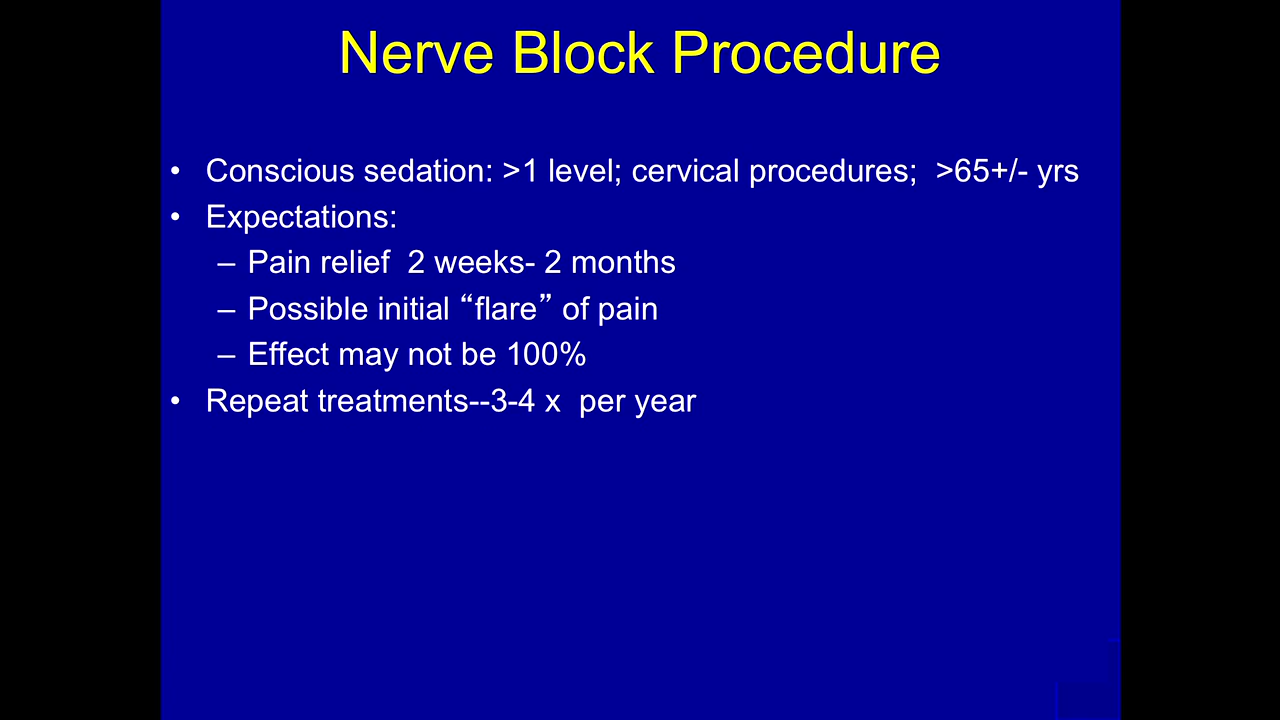 Nerve Block Procedure
• Conscious sedation: >1 level; cervical procedures;  >65+/- yrs
• Expectations:
– Pain relief  2 weeks- 2 months
– Possible initial “flare” of pain
– Effect may not be 100%
• Repeat treatments--3-4 x  per year